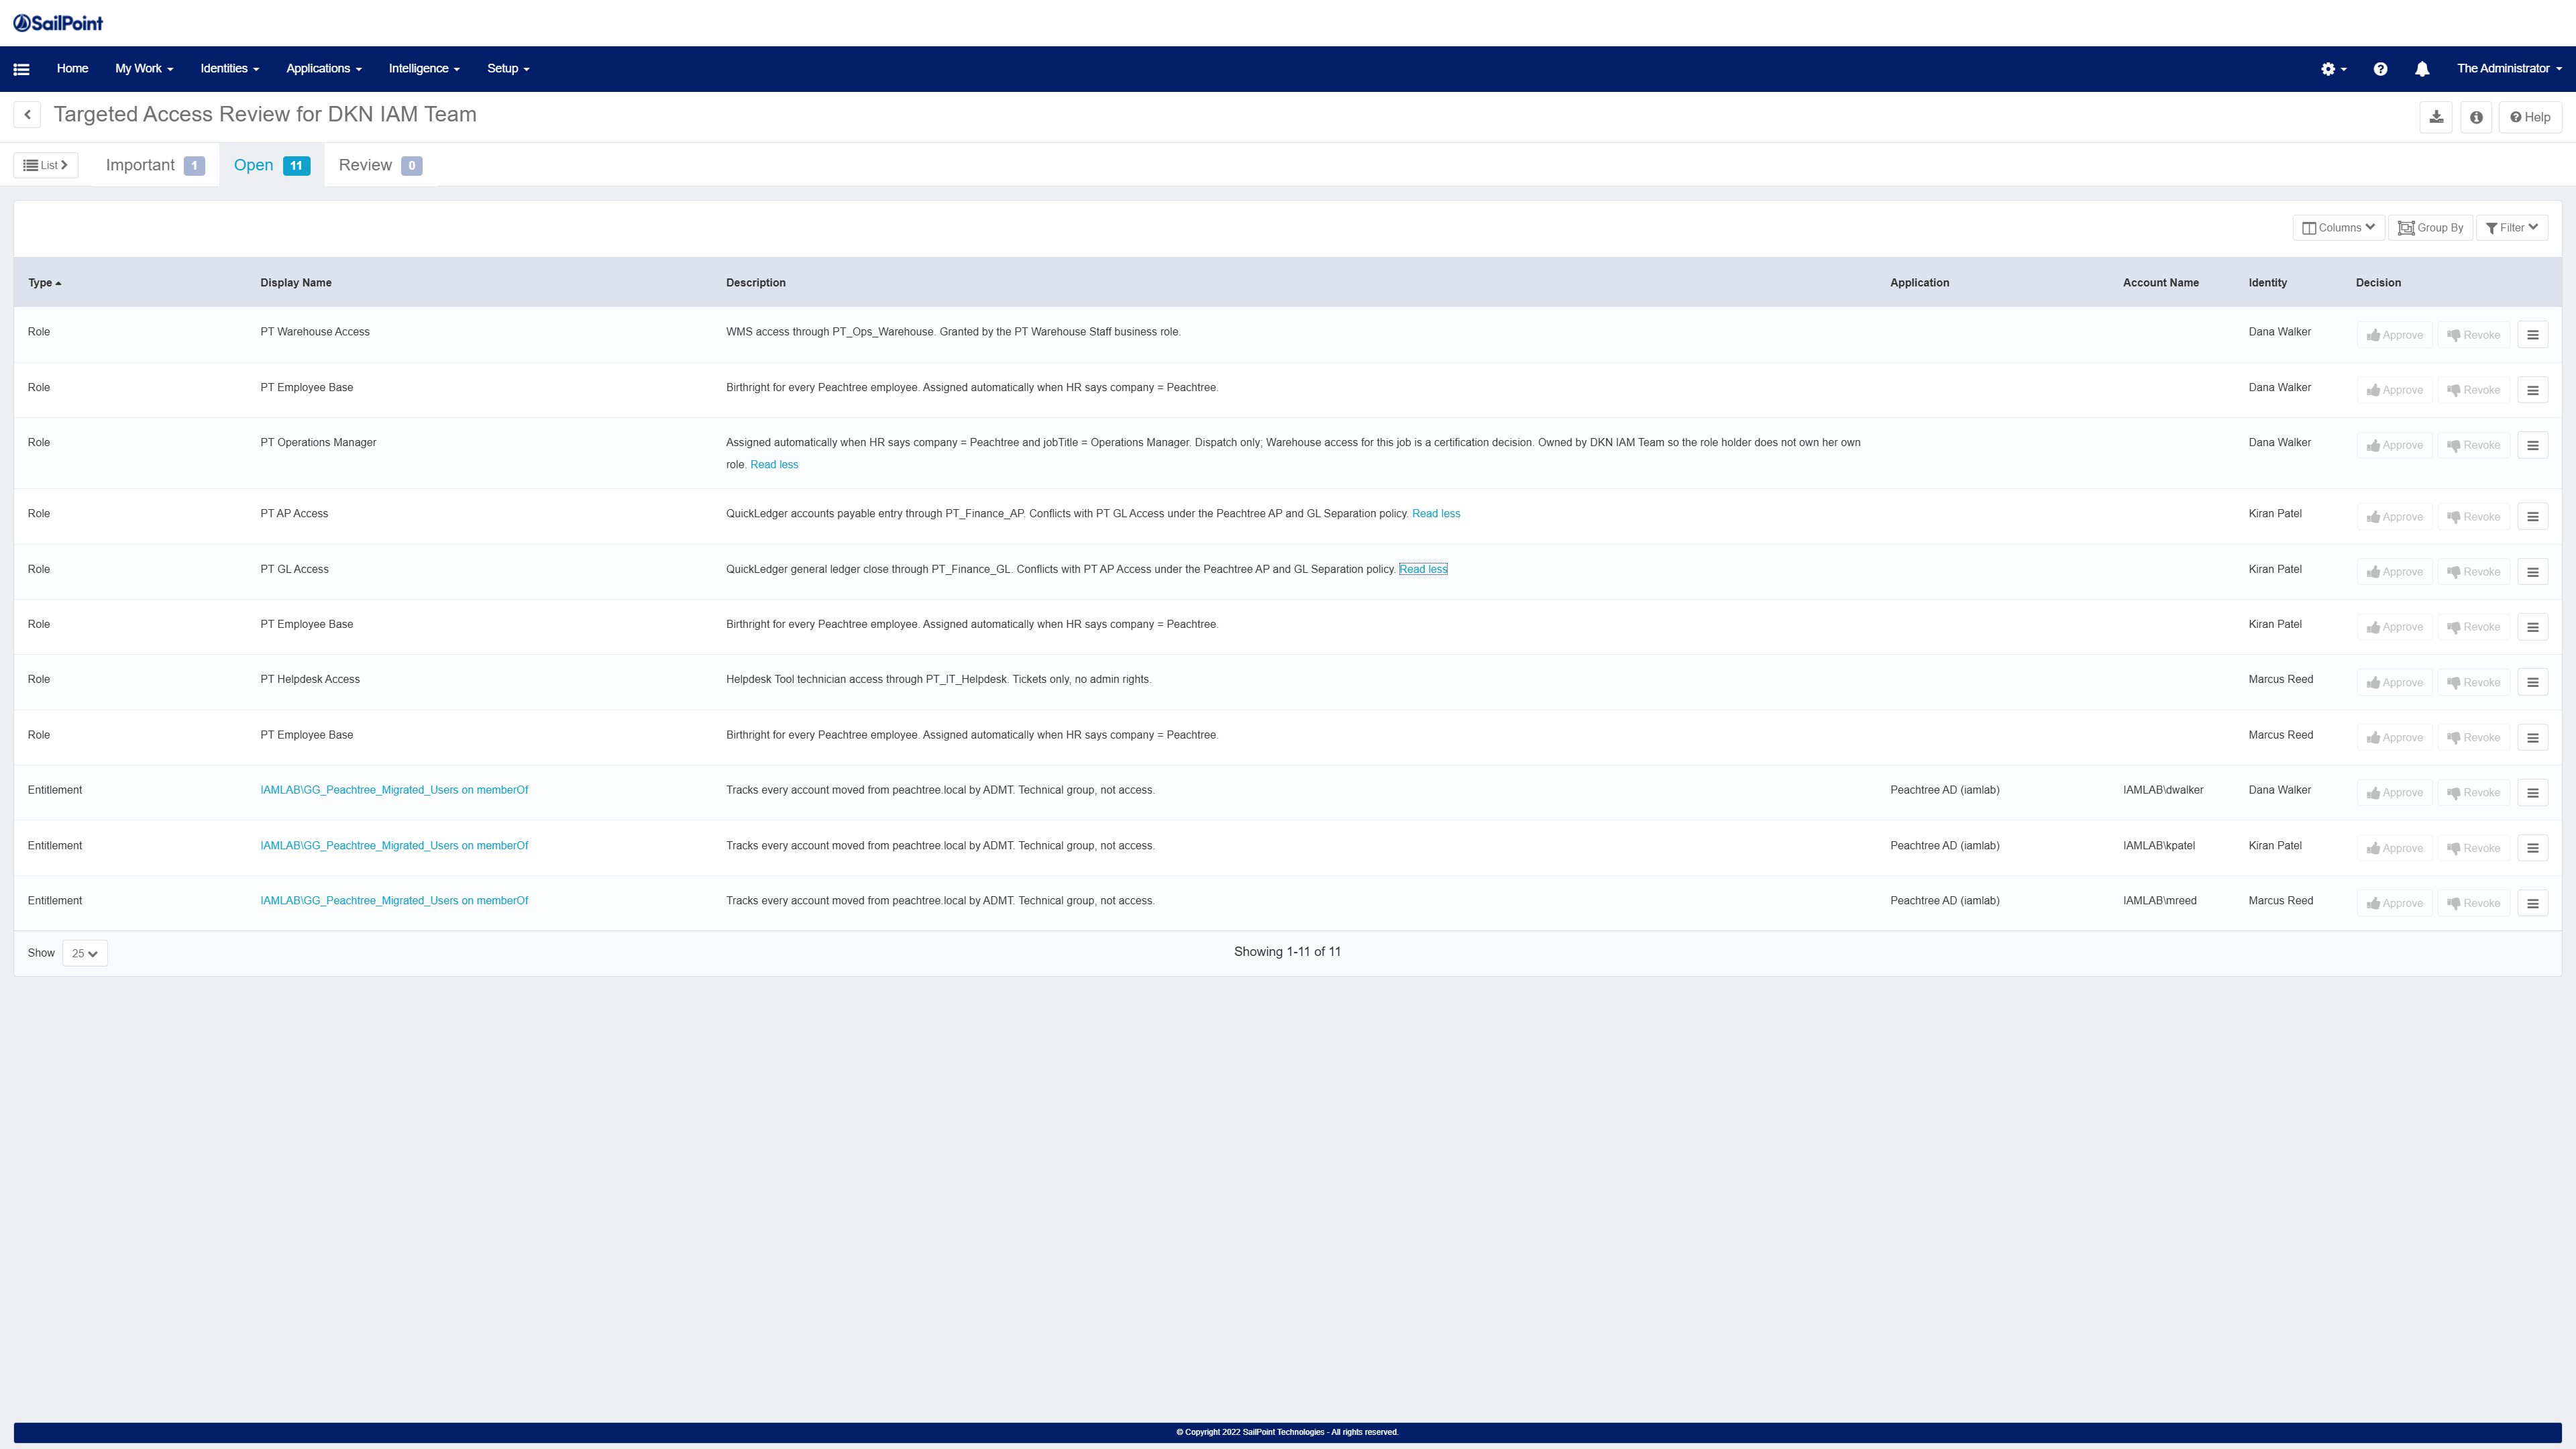 SailPoint
Home My Work Identities Applications Intelligence Setup The Administrator
Targeted Access Review for DKN IAM Team Help
List Important 1 Open 11 Review 0
Columns Group By Filter
Type Display Name Description Application Account Name Identity Decision
Role PT Warehouse Access WMS access through PT_Ops_Warehouse. Granted by the PT Warehouse Staff business role. Dana Walker Approve Revoke
Role PT Employee Base Birthright for every Peachtree employee. Assigned automatically when HR says company = Peachtree. Dana Walker Approve Revoke
Role PT Operations Manager Assigned automatically when HR says company = Peachtree and jobTitle = Operations Manager. Dispatch only; Warehouse access for this job is a certification decision. Owned by DKN IAM Team so the role holder does not own her own Dana Walker Approve Revoke
role. Read less
Role PT AP Access QuickLedger accounts payable entry through PT_Finance_AP. Conflicts with PT GL Access under the Peachtree AP and GL Separation policy. Read less Kiran Patel Approve Revoke
Role PT GL Access QuickLedger general ledger close through PT_Finance_GL. Conflicts with PT AP Access under the Peachtree AP and GL Separation policy. Read less Kiran Patel Approve Revoke
Role PT Employee Base Birthright for every Peachtree employee. Assigned automatically when HR says company = Peachtree. Kiran Patel Approve Revoke
Role PT Helpdesk Access Helpdesk Tool technician access through PT_IT_Helpdesk. Tickets only, no admin rights. Marcus Reed Approve Revoke
Role PT Employee Base Birthright for every Peachtree employee. Assigned automatically when HR says company = Peachtree. Marcus Reed Approve Revoke
Entitlement IAMLAB\GG_Peachtree_Migrated_Users on memberOf Tracks every account moved from peachtree.local by ADMT. Technical group, not access. Peachtree AD (iamlab) IAMLAB\dwalker Dana Walker Approve Revoke
Entitlement IAMLAB\GG_Peachtree_Migrated_Users on memberOf Tracks every account moved from peachtree.local by ADMT. Technical group, not access. Peachtree AD (iamlab) IAMLAB\kpatel Kiran Patel Approve Revoke
Entitlement IAMLAB\GG_Peachtree_Migrated_Users on memberOf Tracks every account moved from peachtree.local by ADMT. Technical group, not access. Peachtree AD (iamlab) IAMLAB\mreed Marcus Reed Approve Revoke
Show 25 Showing 1-11 of 11
© Copyright 2022 SailPoint Technologies - All rights reserved.